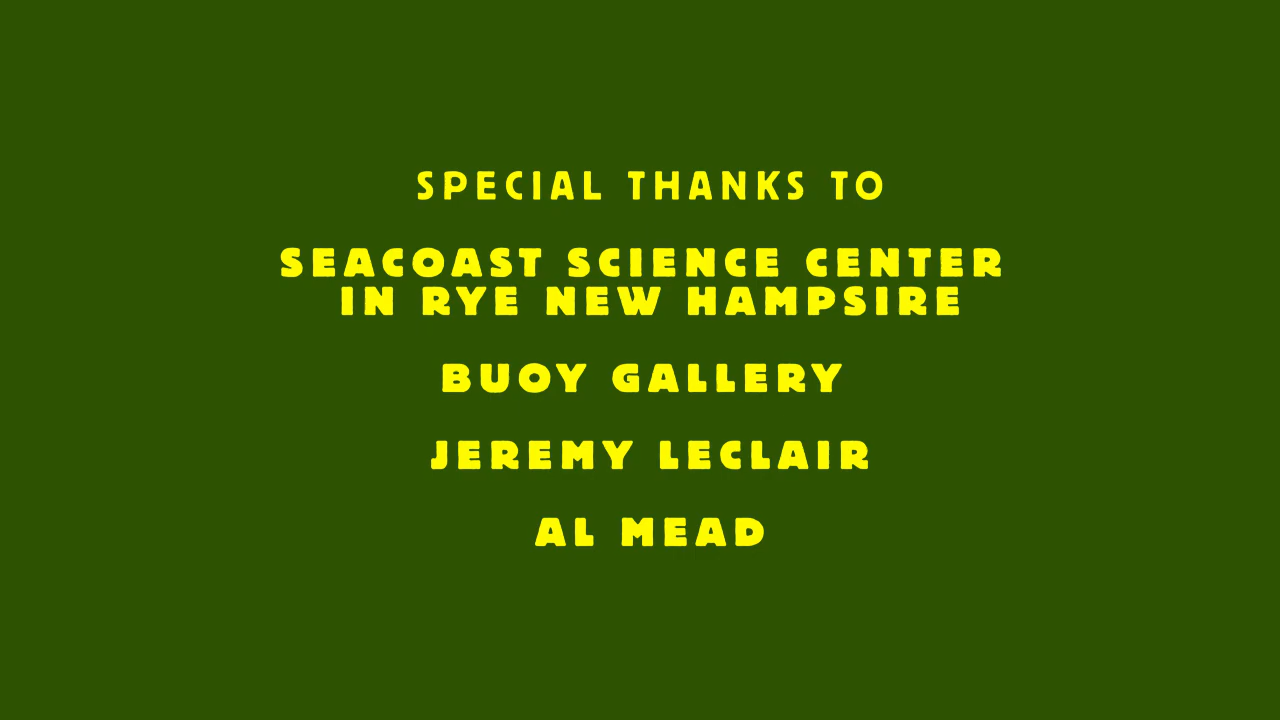 SPECIAL THANKS TO
SEACOAST SCIENCE CENTER
IN RYE NEW HAMPSIRE
BUOY GALLERY
JEREMY LECLAIR
AL MEAD